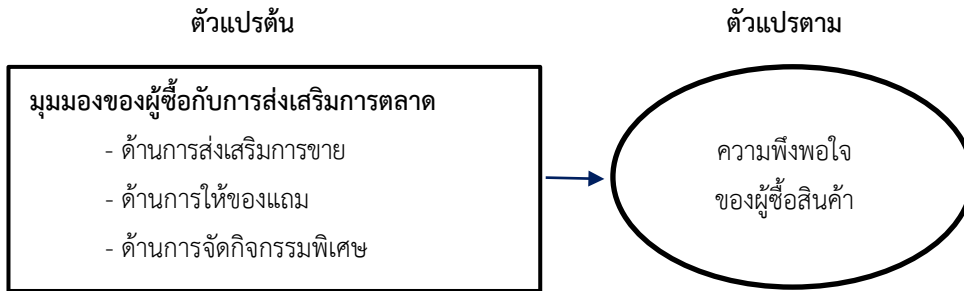 ตัวแปรต้น
ตัวแปรตาม
มุมมองของผู้ซื้อกับการส่งเสริมการตลาด
- ด้านการส่งเสริมการขาย
- ด้านการให้ของแถม
- ด้านการจัดกิจกรรมพิเศษ
ความพึงพอใจ
ของผู้ซื้อสินค้า